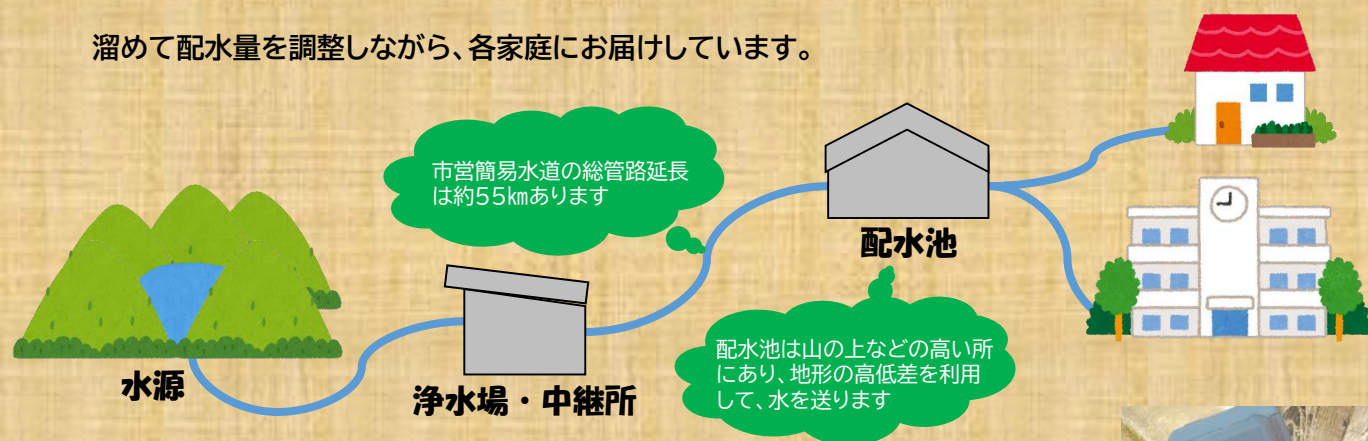 溜めて配水量を調整しながら、各家庭にお届けしています。
市営簡易水道の総管路延長
は約55㎞あります
配水池
配水池は山の上などの高い所
にあり、地形の高低差を利用
して、水を送ります
水源
浄水場・中継所